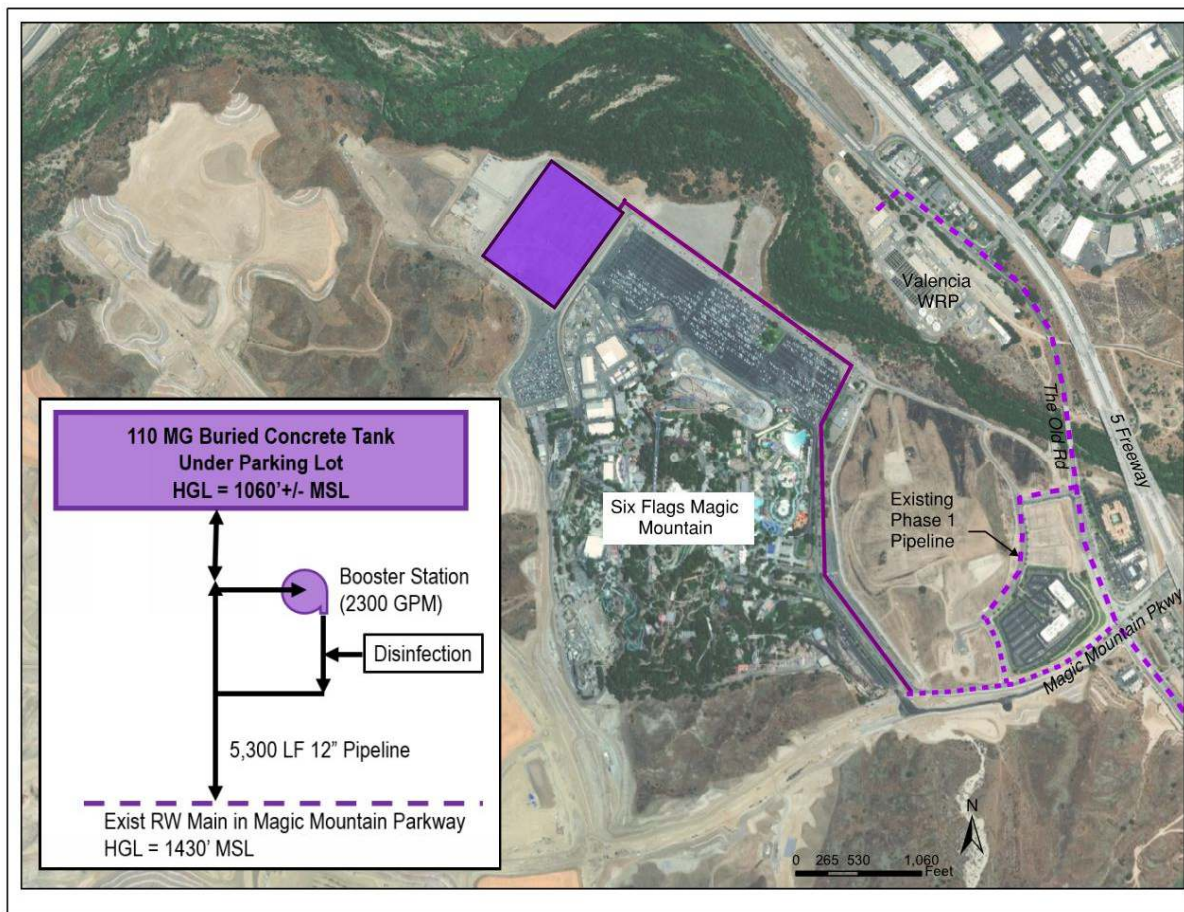 Valencia
WRP
The Old Rd
5 Freeway
Six Flags Magic
Mountain
Existing
Phase 1
Pipeline
Magic Mountain Pkwy
110 MG Buried Concrete Tank
Under Parking Lot
HGL = 1060'+/- MSL
Booster Station
(2300 GPM)
Disinfection
5,300 LF 12" Pipeline
Exist RW Main in Magic Mountain Parkway
HGL = 1430' MSL
N
0 265 530 1,060
Feet